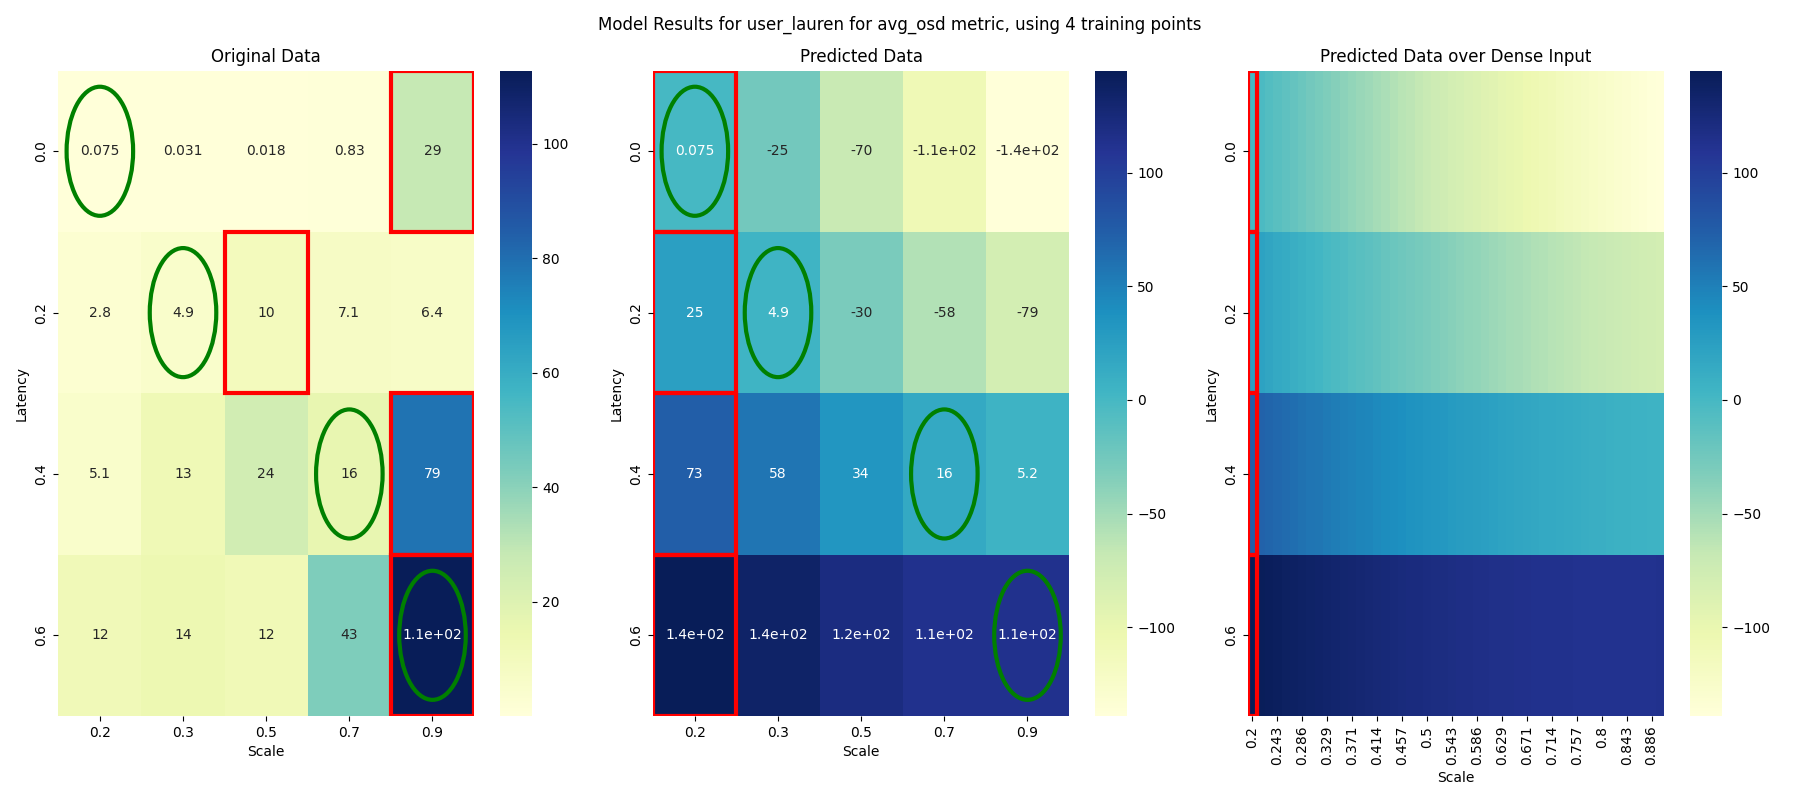 Model Results for user_lauren for avg_osd metric, using 4 training points
Original Data
0.0 0.075 0.031 0.018 0.83 29
0.2 2.8 4.9 10 7.1 6.4
0.4 5.1 13 24 16 79
0.6 12 14 12 43 1.1e+02
0.2 0.3 0.5 0.7 0.9
Scale
Latency
100
80
60
40
20
Predicted Data
0.0 0.075 -25 -70 -1.1e+02 -1.4e+02
0.2 25 4.9 -30 -58 -79
0.4 73 58 34 16 5.2
0.6 1.4e+02 1.4e+02 1.2e+02 1.1e+02 1.1e+02
0.2 0.3 0.5 0.7 0.9
Scale
Latency
100
50
0
−50
−100
Predicted Data over Dense Input
0.0
0.2
0.4
0.6
0.2 0.243 0.286 0.329 0.371 0.414 0.457 0.5 0.543 0.586 0.629 0.671 0.714 0.757 0.8 0.843 0.886
Scale
Latency
100
50
0
−50
−100